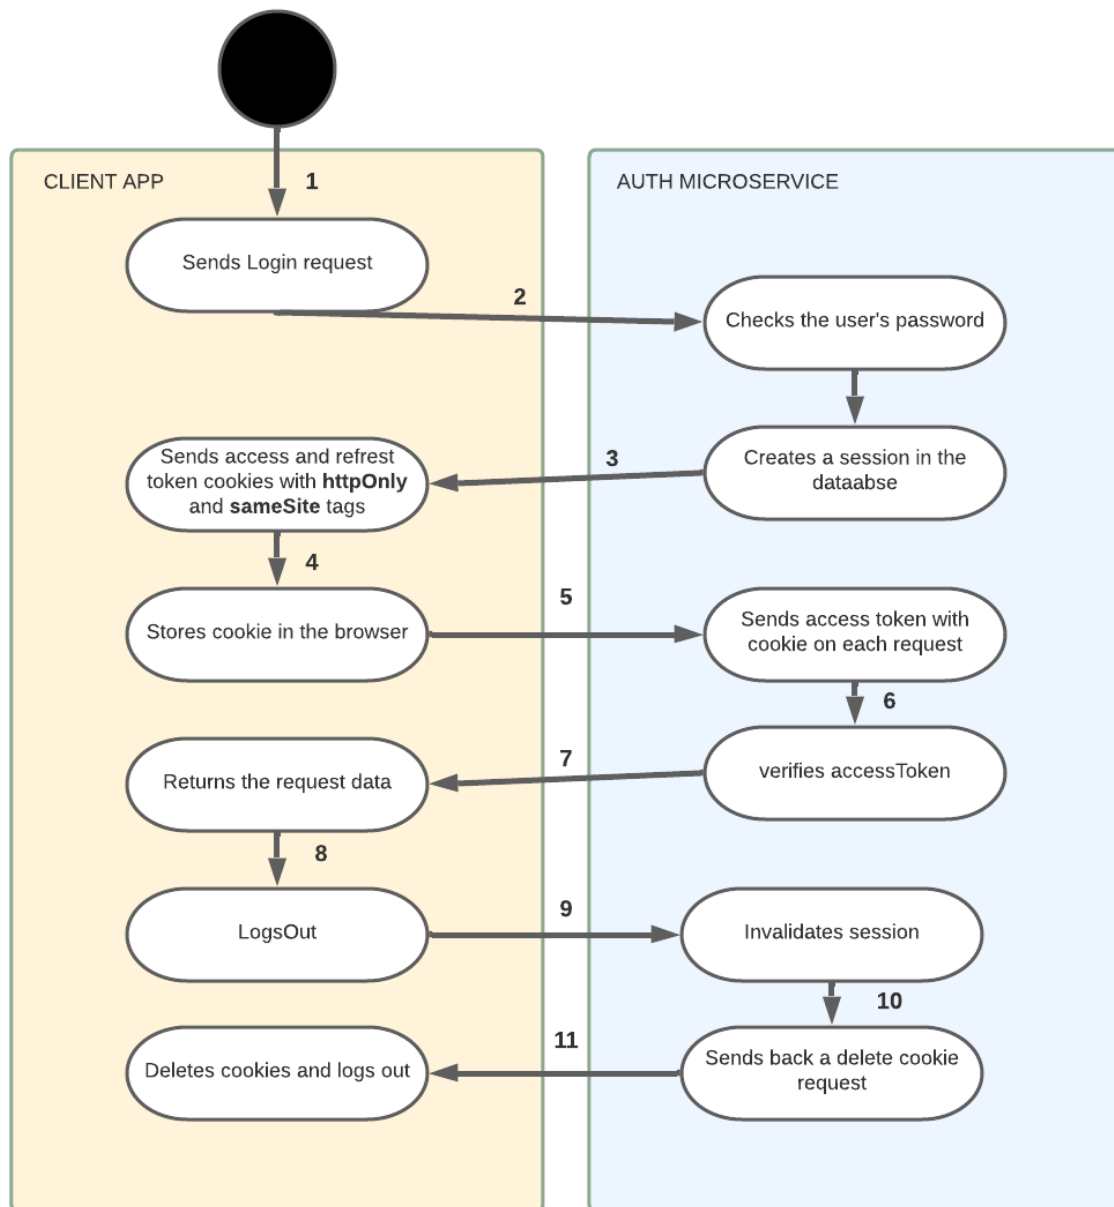 CLIENT APP
AUTH MICROSERVICE
1
Sends Login request
2
Checks the user's password
Sends access and refrest
token cookies with httpOnly
and sameSite tags
3
Creates a session in the
dataabse
4
Stores cookie in the browser
5
Sends access token with
cookie on each request
6
Returns the request data
7
verifies accessToken
8
LogsOut
9
Invalidates session
10
Deletes cookies and logs out
11
Sends back a delete cookie
request